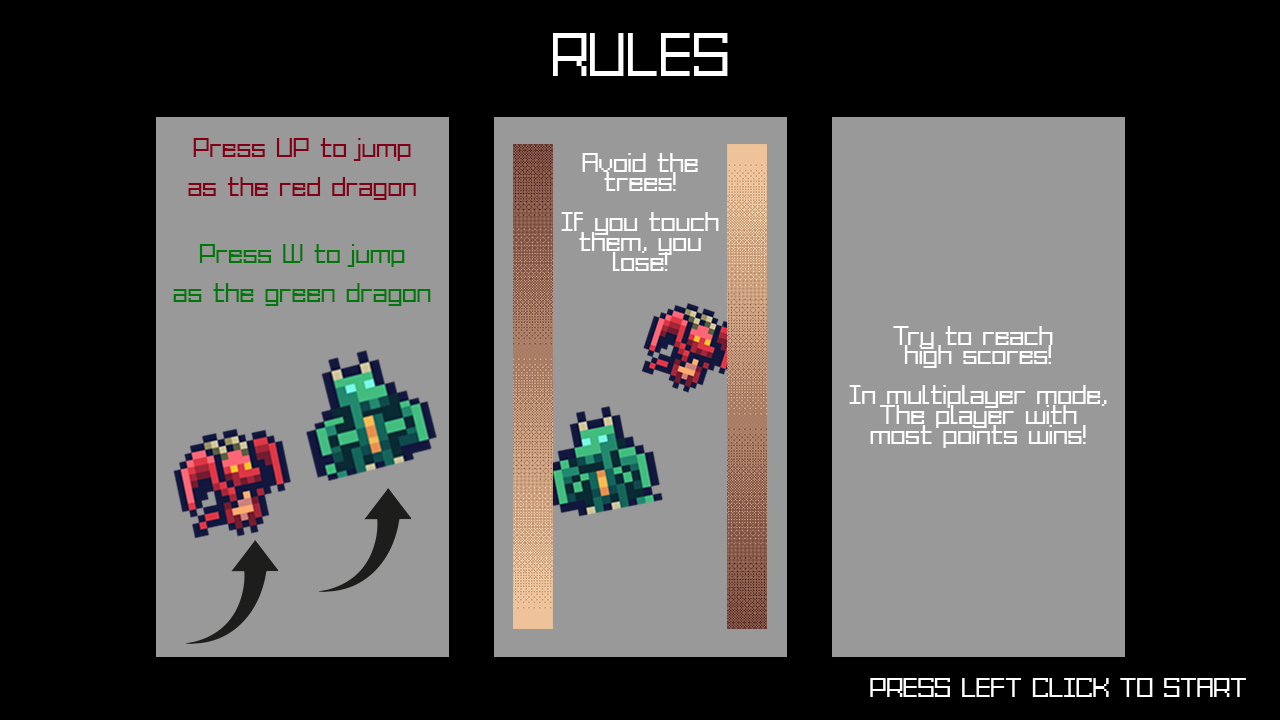 RULES
Press UP to jump
as the red dragon
Press W to jump
as the green dragon
Avoid the
trees!
If you touch
them, you
lose!
Try to reach
high scores!
In multiplayer mode,
The player with
most points wins!
PRESS LEFT CLICK TO START